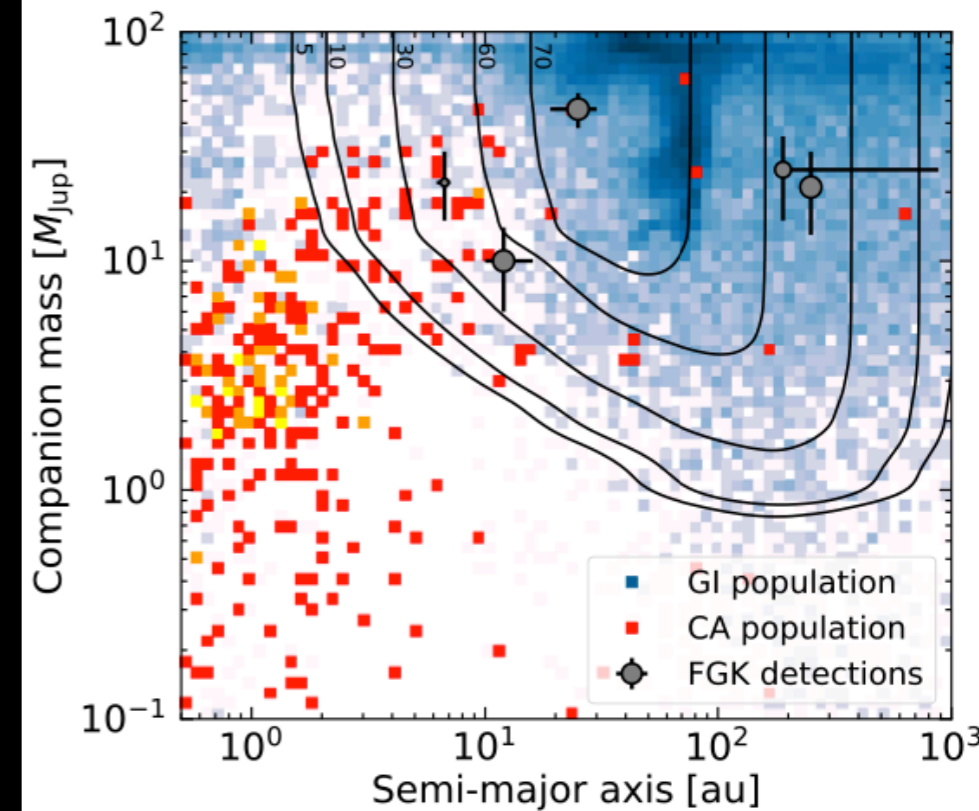 10²
10¹
10⁰
10⁻¹
Companion mass [M_Jup]
5
10
30
60
70
GI population
CA population
FGK detections
10⁰
10¹
10²
10³
Semi-major axis [au]